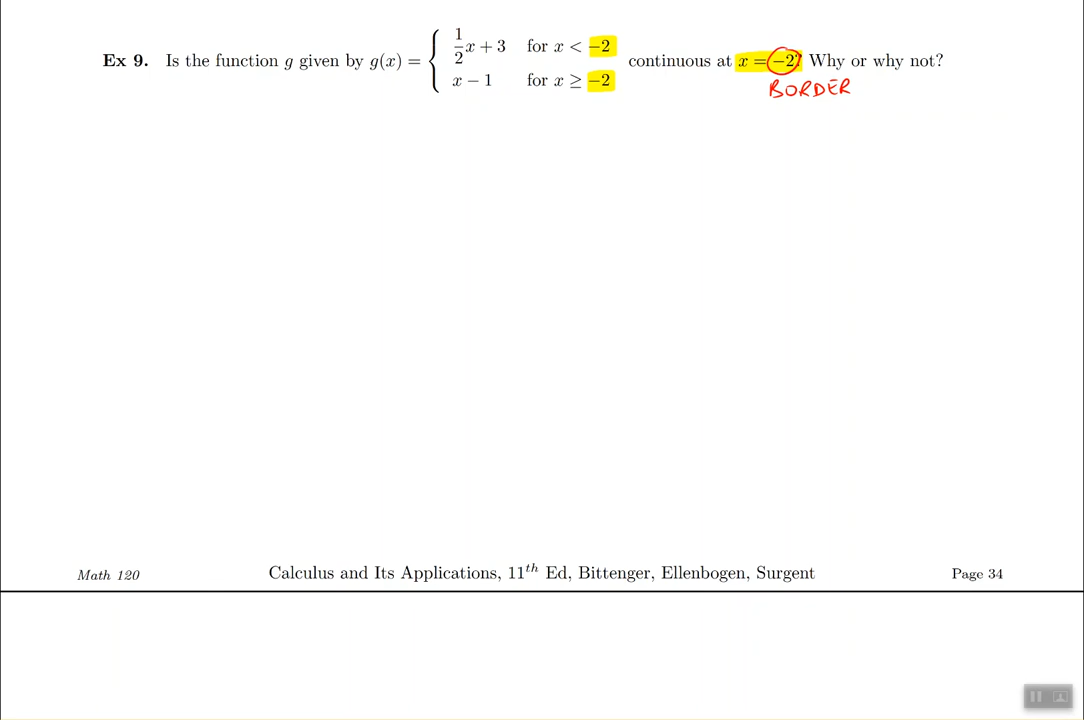 Ex 9. Is the function g given by g(x) = { 1/2 x + 3 for x < −2 continuous at x = −2? Why or why not?
x − 1 for x ≥ −2
BORDER
Math 120 Calculus and Its Applications, 11th Ed, Bittenger, Ellenbogen, Surgent Page 34